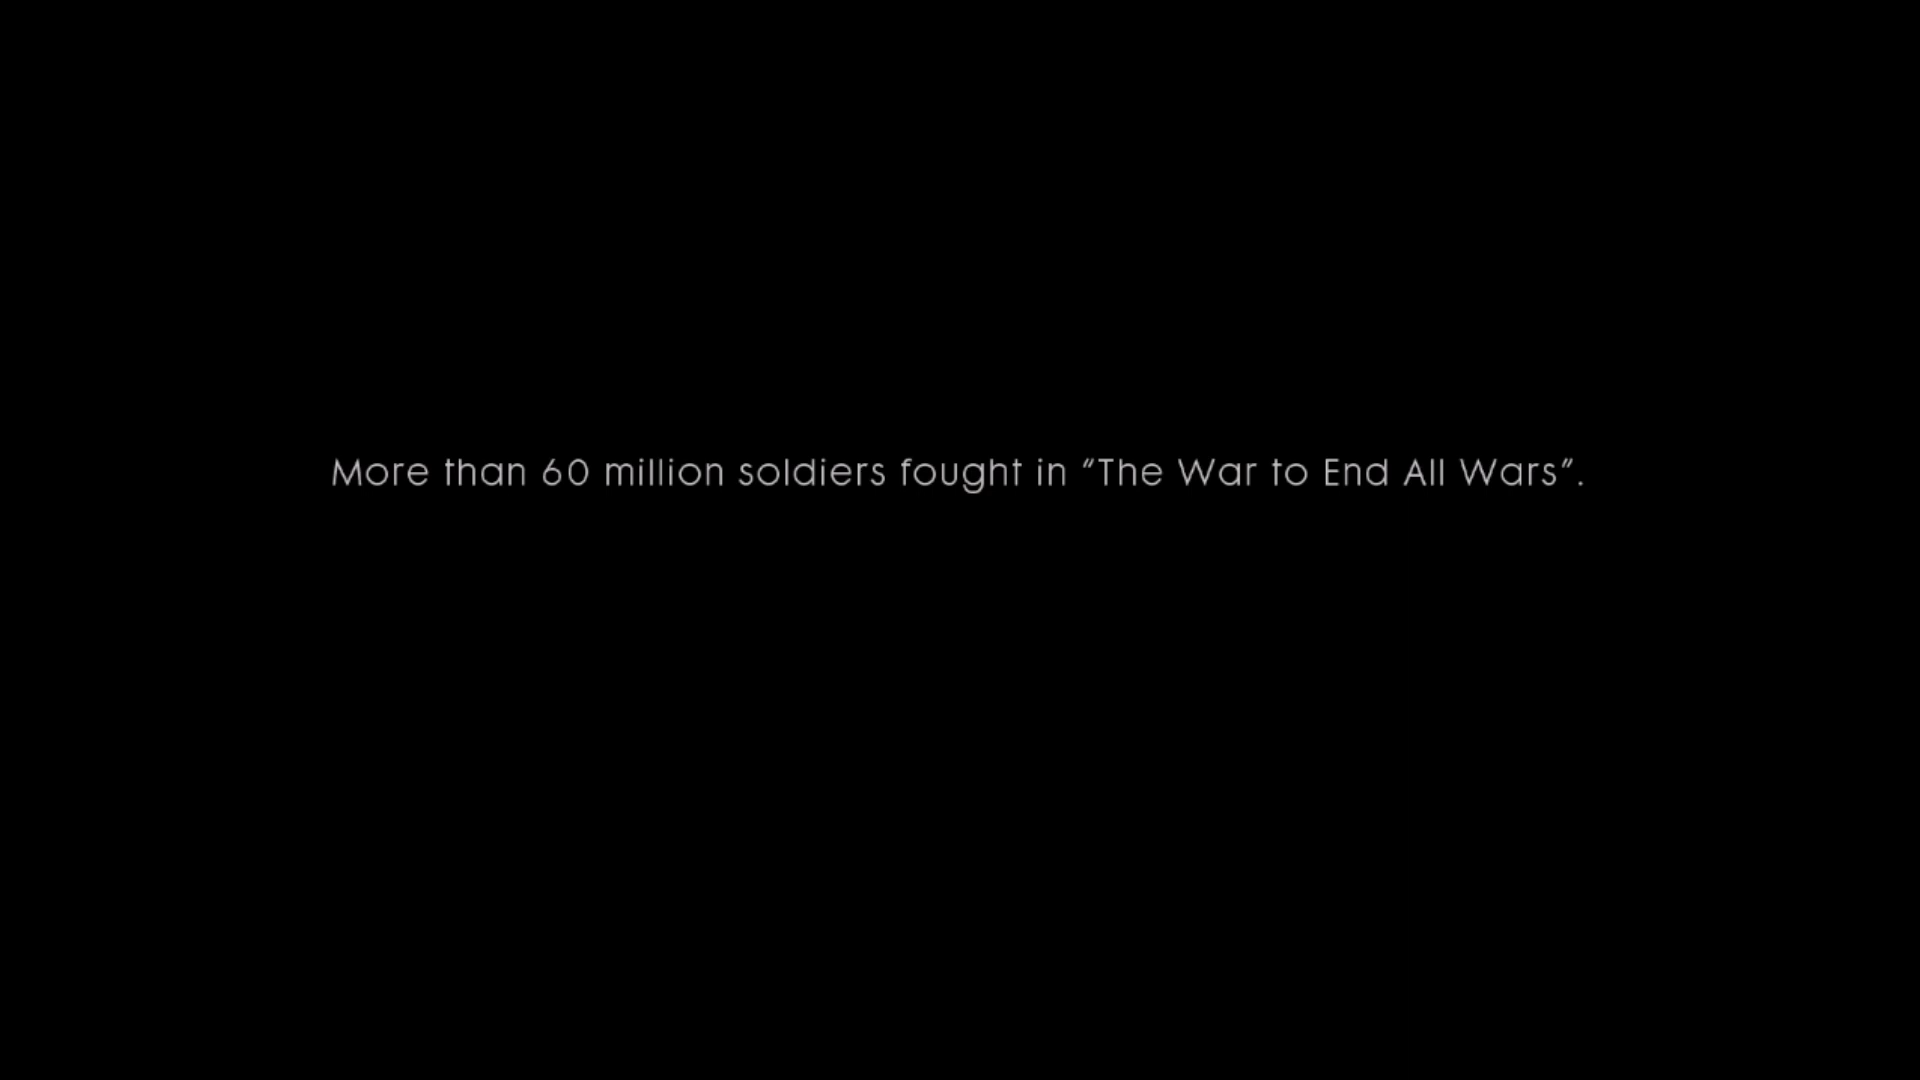 More than 60 million soldiers fought in “The War to End All Wars”.